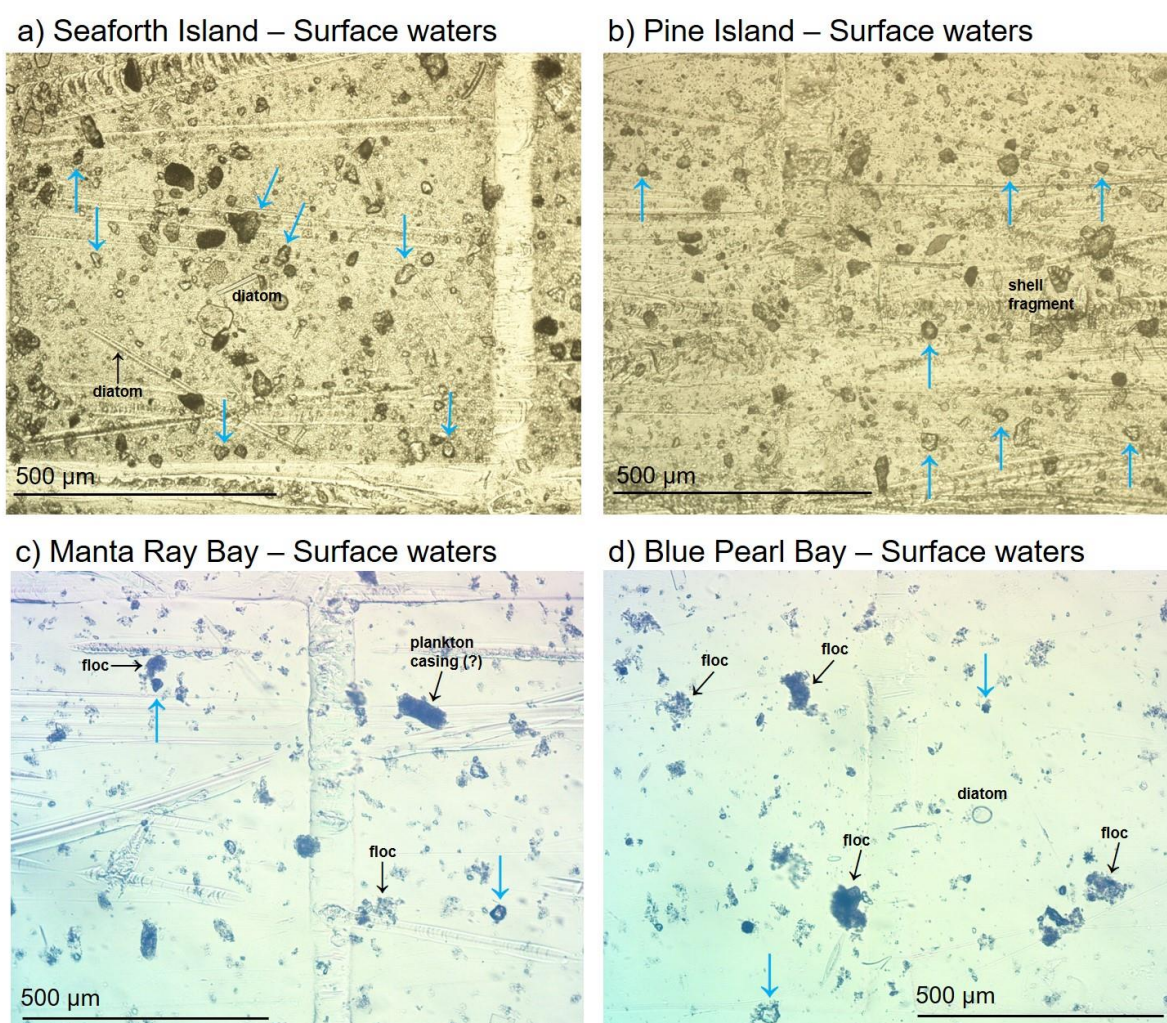 a) Seaforth Island – Surface waters
diatom
diatom
500 µm
b) Pine Island – Surface waters
shell
fragment
500 µm
c) Manta Ray Bay – Surface waters
floc
plankton
casing (?)
floc
500 µm
d) Blue Pearl Bay – Surface waters
floc
floc
diatom
floc
floc
500 µm